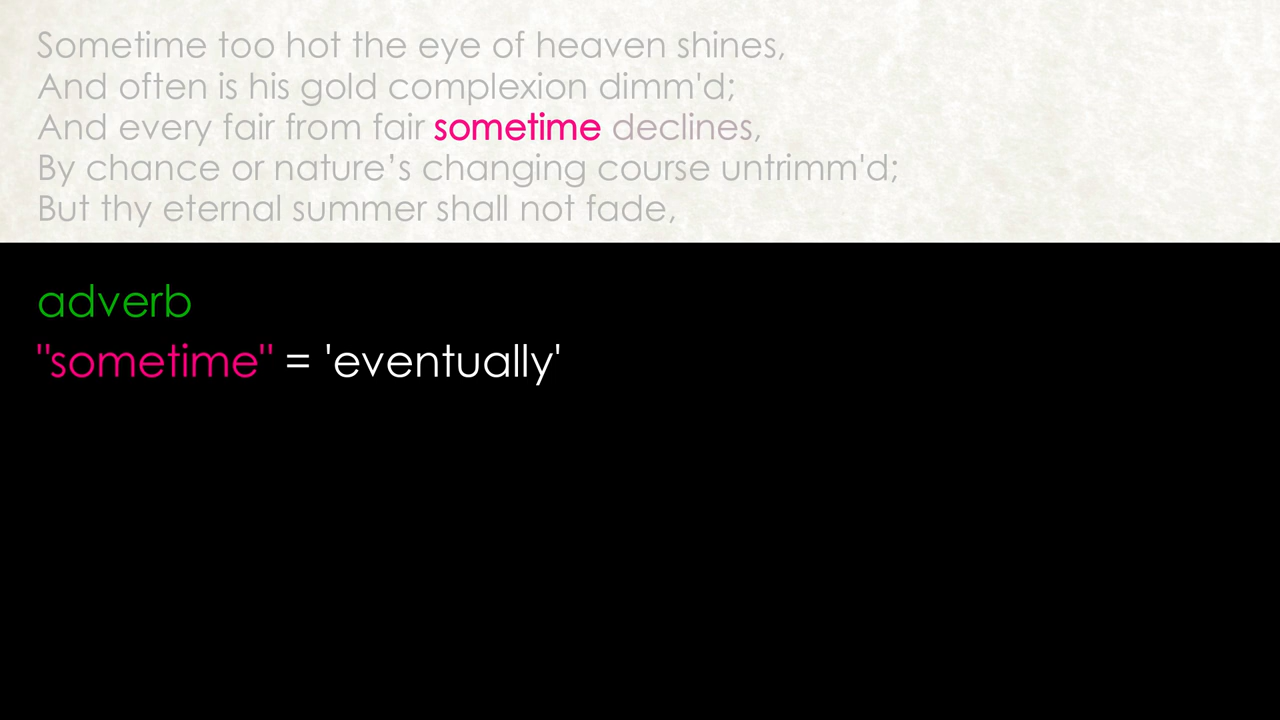 Sometime too hot the eye of heaven shines,
And often is his gold complexion dimm'd;
And every fair from fair sometime declines,
By chance or nature’s changing course untrimm'd;
But thy eternal summer shall not fade,
adverb
"sometime" = 'eventually'